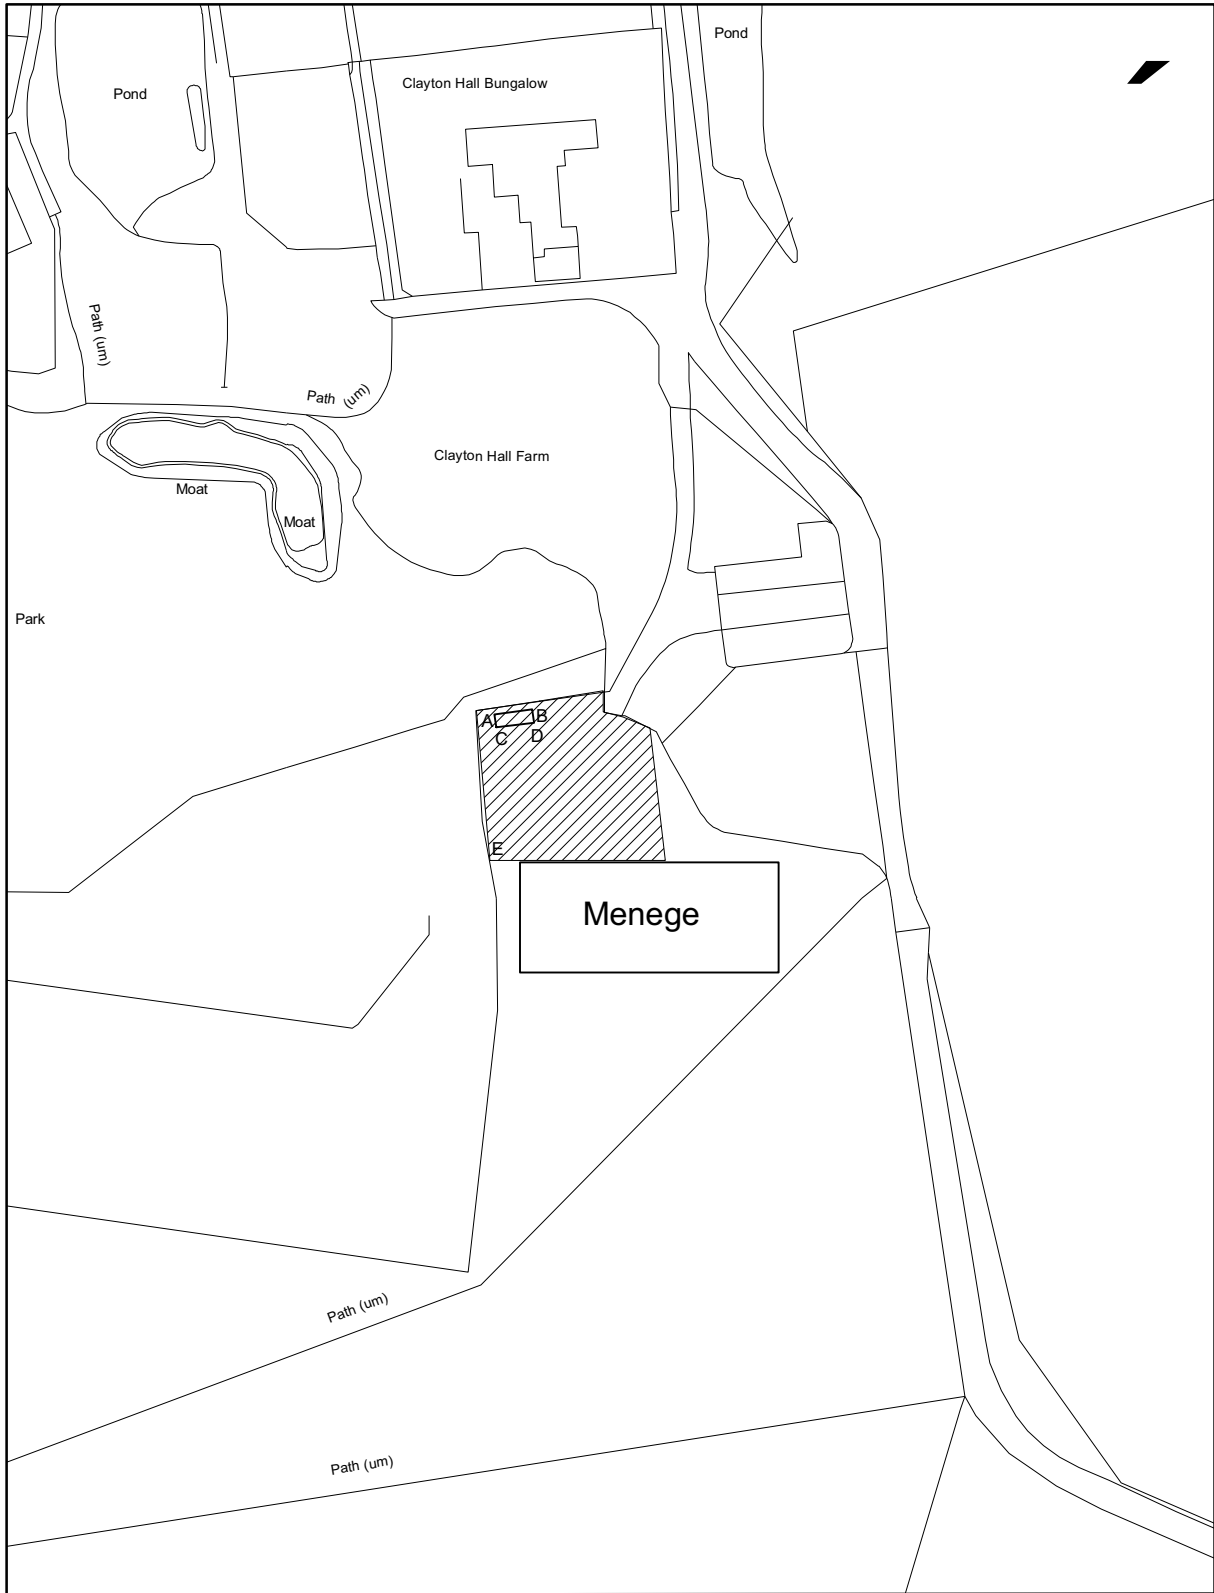 Pond
Clayton Hall Bungalow
Pond
Path (um)
Path (um)
Clayton Hall Farm
Moat
Moat
Park
A
B
C
D
E
Menege
Path (um)
Path (um)